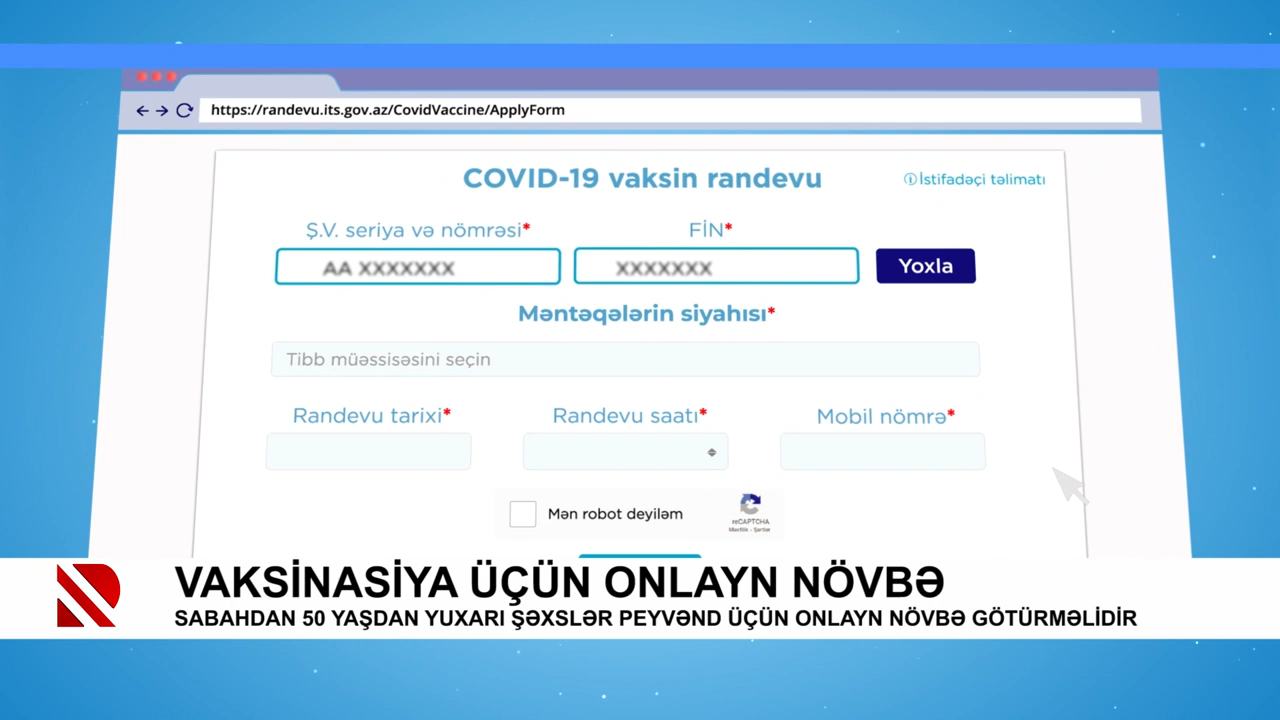 https://randevu.its.gov.az/CovidVaccine/ApplyForm
COVID-19 vaksin randevu
İstifadəçi təlimatı
Ş.V. seriya və nömrəsi*
FİN*
AA XXXXXXX
XXXXXXX
Yoxla
Məntəqələrin siyahısı*
Tibb müəssisəsini seçin
Randevu tarixi*
Randevu saatı*
Mobil nömrə*
Mən robot deyiləm
reCAPTCHA
Məxfilik - Şərtlər
VAKSİNASİYA ÜÇÜN ONLAYN NÖVBƏ
SABAHDAN 50 YAŞDAN YUXARI ŞƏXSLƏR PEYVƏND ÜÇÜN ONLAYN NÖVBƏ GÖTÜRMƏLİDİR